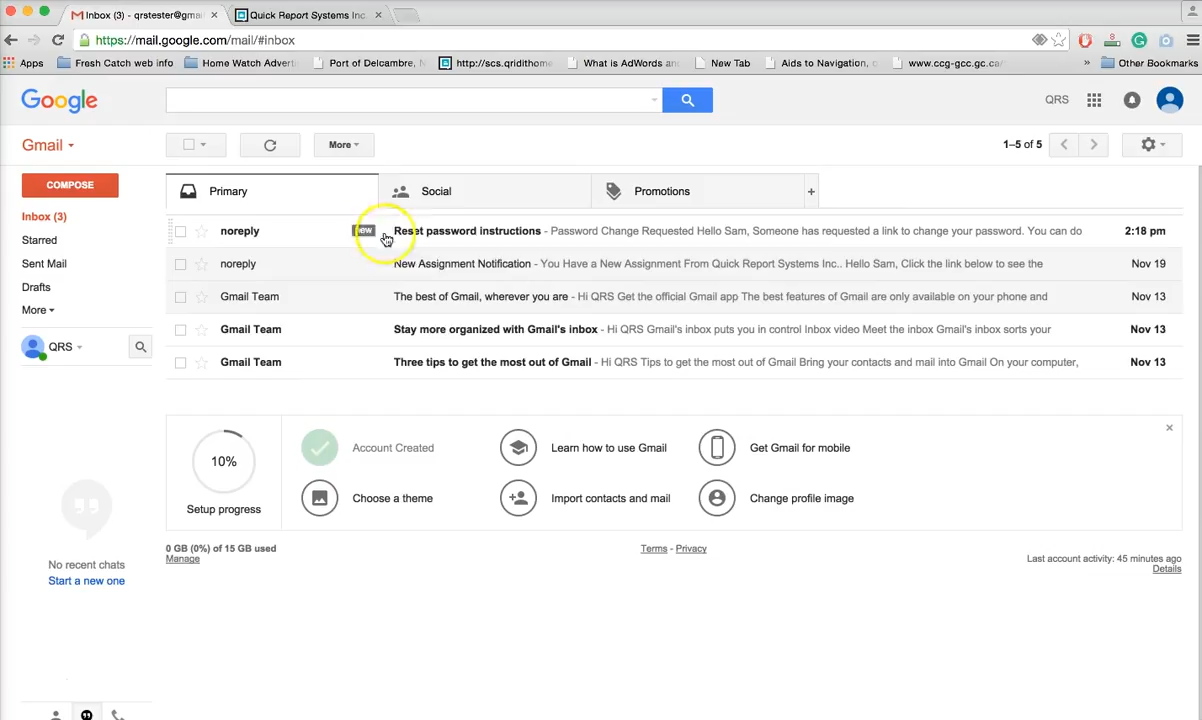 Inbox (3) - qrstester@gmai
Quick Report Systems Inc.
https://mail.google.com/mail/#inbox
Apps
Fresh Catch web info
Home Watch Adverti
Port of Delcambre, N
http://scs.qridithome
What is AdWords an
New Tab
Aids to Navigation,
www.ccg-gcc.gc.ca/
» Other Bookmarks
Google
QRS
Gmail
More
1–5 of 5
COMPOSE
Primary
Social
Promotions
+
Inbox (3)
Starred
Sent Mail
Drafts
More
noreply new Reset password instructions - Password Change Requested Hello Sam, Someone has requested a link to change your password. You can do 2:18 pm
noreply New Assignment Notification - You Have a New Assignment From Quick Report Systems Inc.. Hello Sam, Click the link below to see the Nov 19
Gmail Team The best of Gmail, wherever you are - Hi QRS Get the official Gmail app The best features of Gmail are only available on your phone and Nov 13
Gmail Team Stay more organized with Gmail's inbox - Hi QRS Gmail's inbox puts you in control Inbox video Meet the inbox Gmail's inbox sorts your Nov 13
Gmail Team Three tips to get the most out of Gmail - Hi QRS Tips to get the most out of Gmail Bring your contacts and mail into Gmail On your computer, Nov 13
QRS
10%
Setup progress
Account Created
Learn how to use Gmail
Get Gmail for mobile
Choose a theme
Import contacts and mail
Change profile image
No recent chats
Start a new one
0 GB (0%) of 15 GB used
Manage
Terms - Privacy
Last account activity: 45 minutes ago
Details